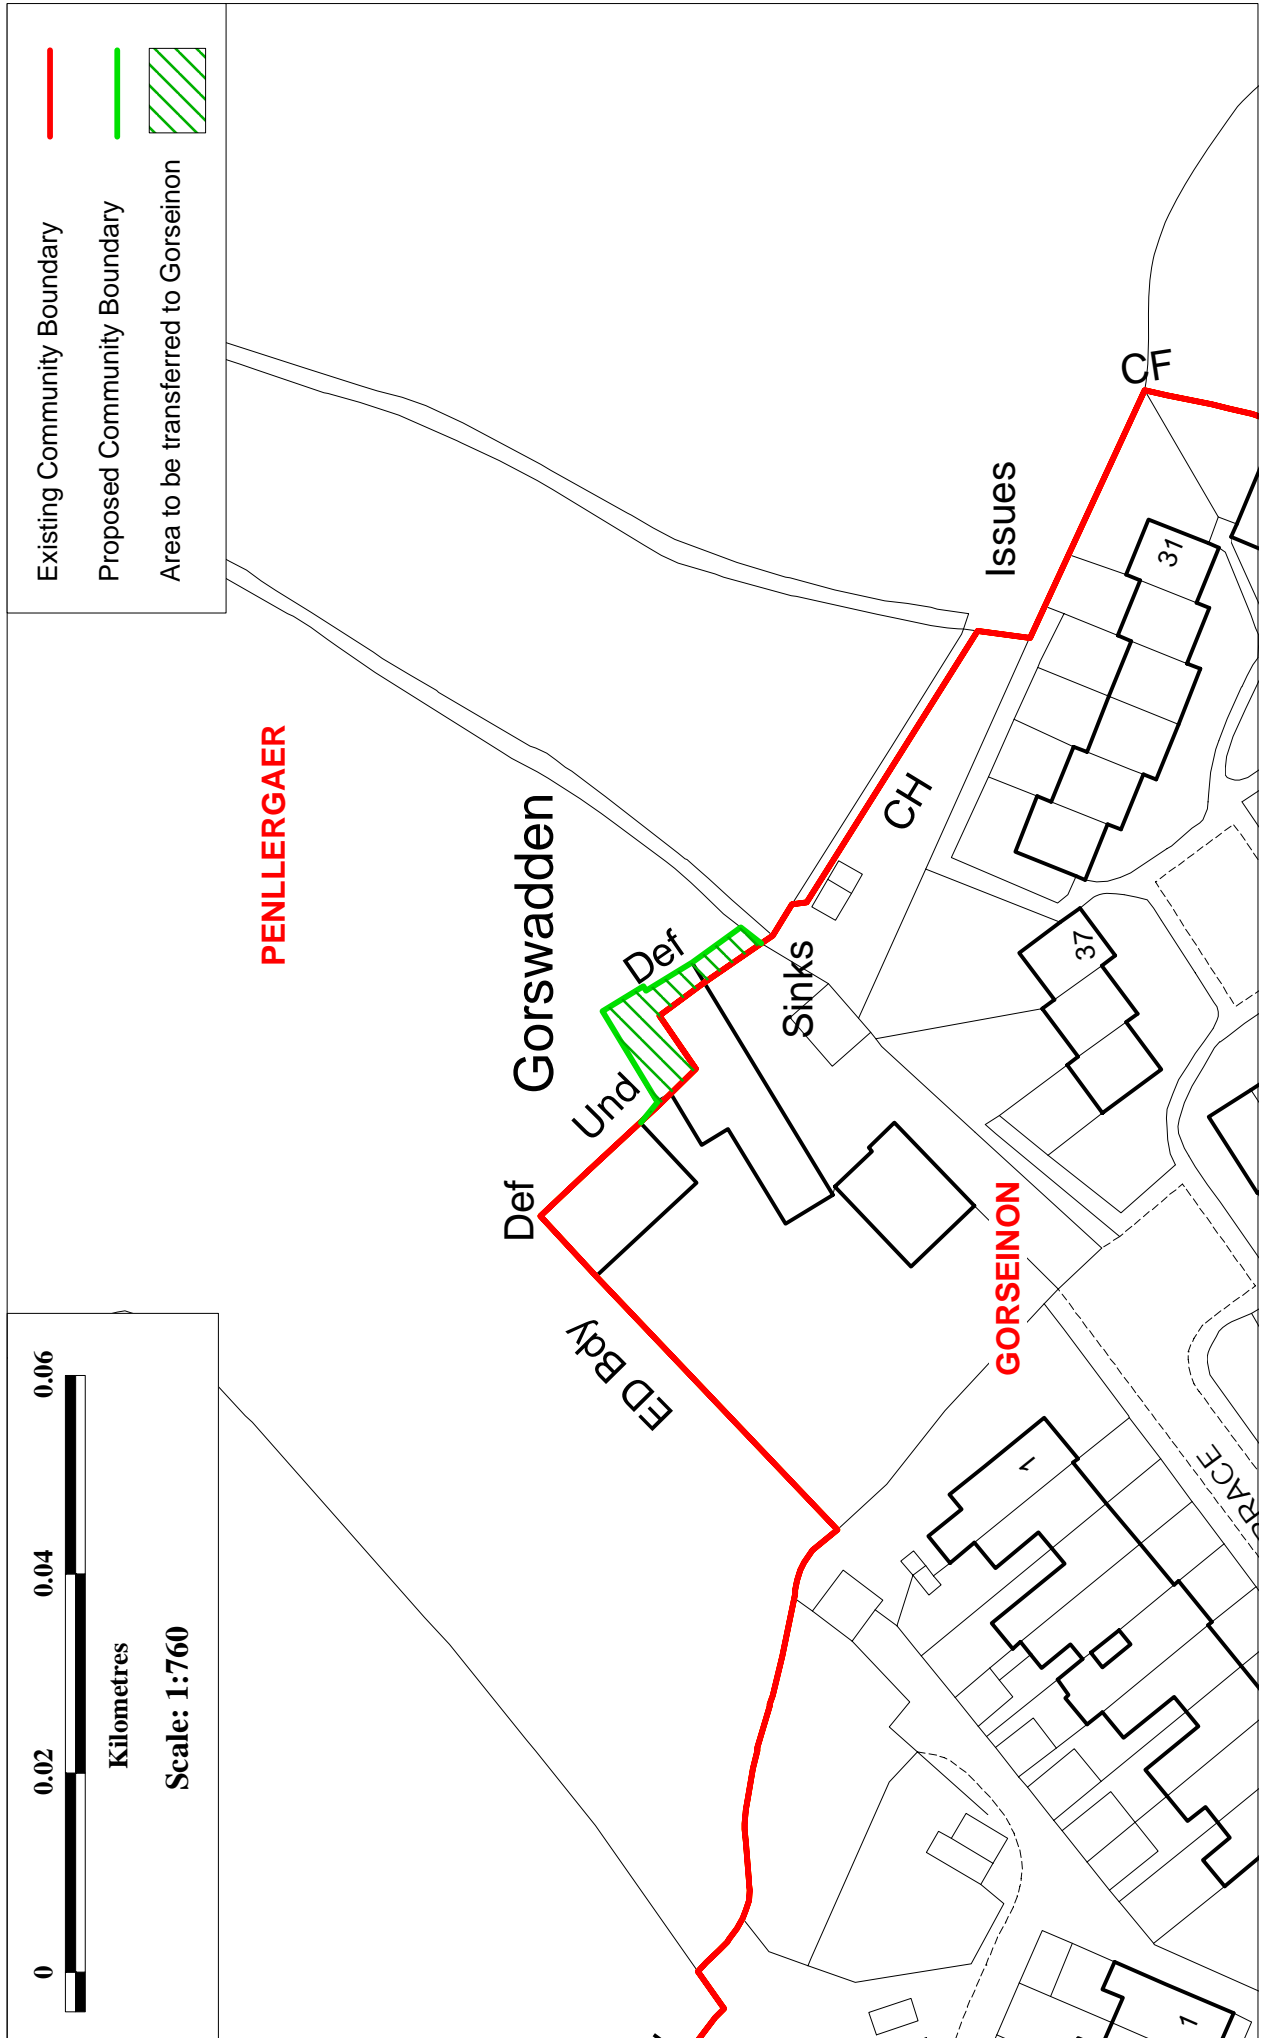 Existing Community Boundary
Proposed Community Boundary
Area to be transferred to Gorseinon
PENLLERGAER
Gorswadden
Def
Und
Def
ED Bdy
Sinks
CH
Issues
CF
31
37
GORSEINON
1
1
0 0.02 0.04 0.06
Kilometres
Scale: 1:760